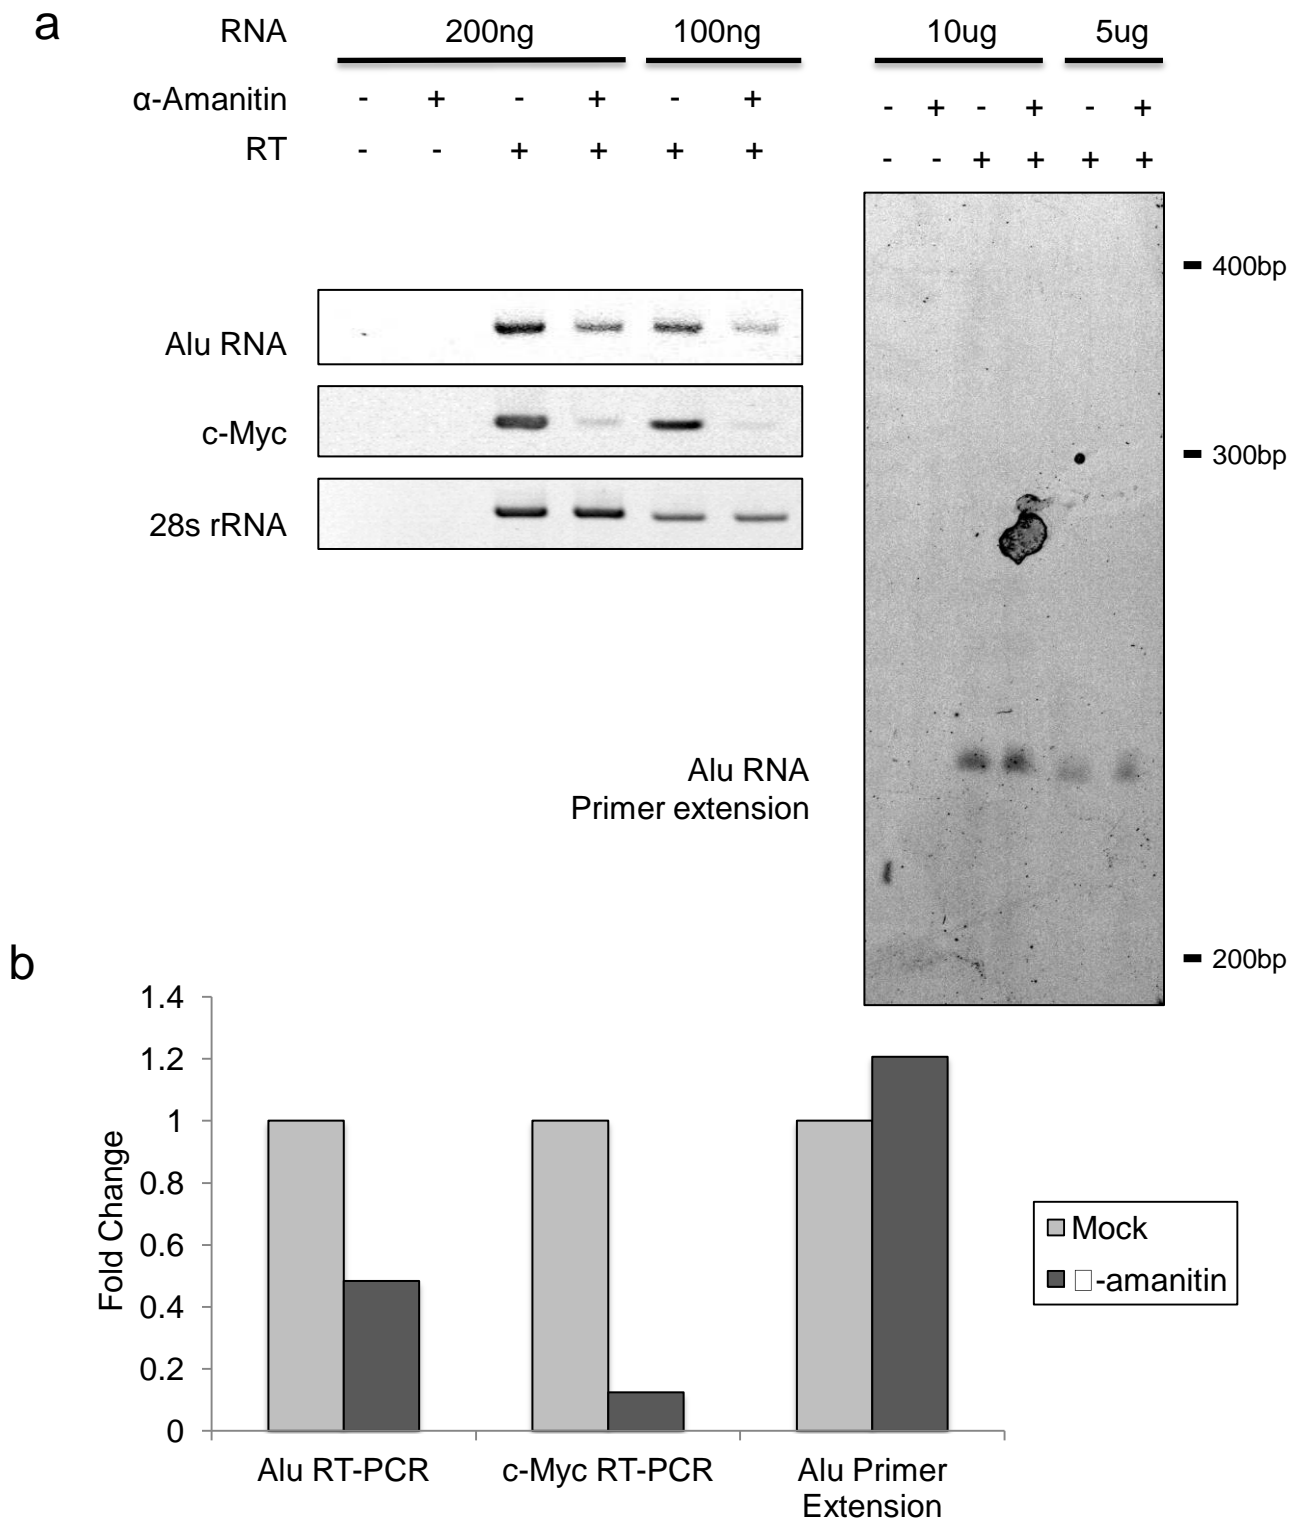 a
RNA 200ng 100ng 10ug 5ug
α-Amanitin - + - + - + - + - + - +
RT - - + + + + - - + + + +
400bp
Alu RNA
c-Myc
300bp
28s rRNA
Alu RNA
Primer extension
200bp
b
1.4
1.2
1
0.8
0.6
0.4
0.2
0
Fold Change
Mock
□-amanitin
Alu RT-PCR c-Myc RT-PCR Alu Primer
Extension